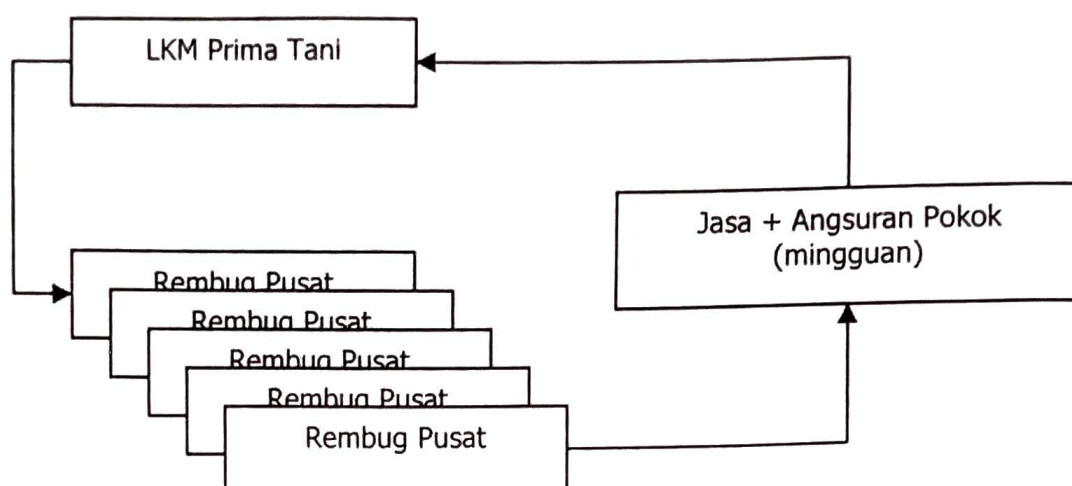 LKM Prima Tani
Jasa + Angsuran Pokok
(mingguan)
Rembug Pusat
Rembug Pusat
Rembug Pusat
Rembug Pusat
Rembug Pusat